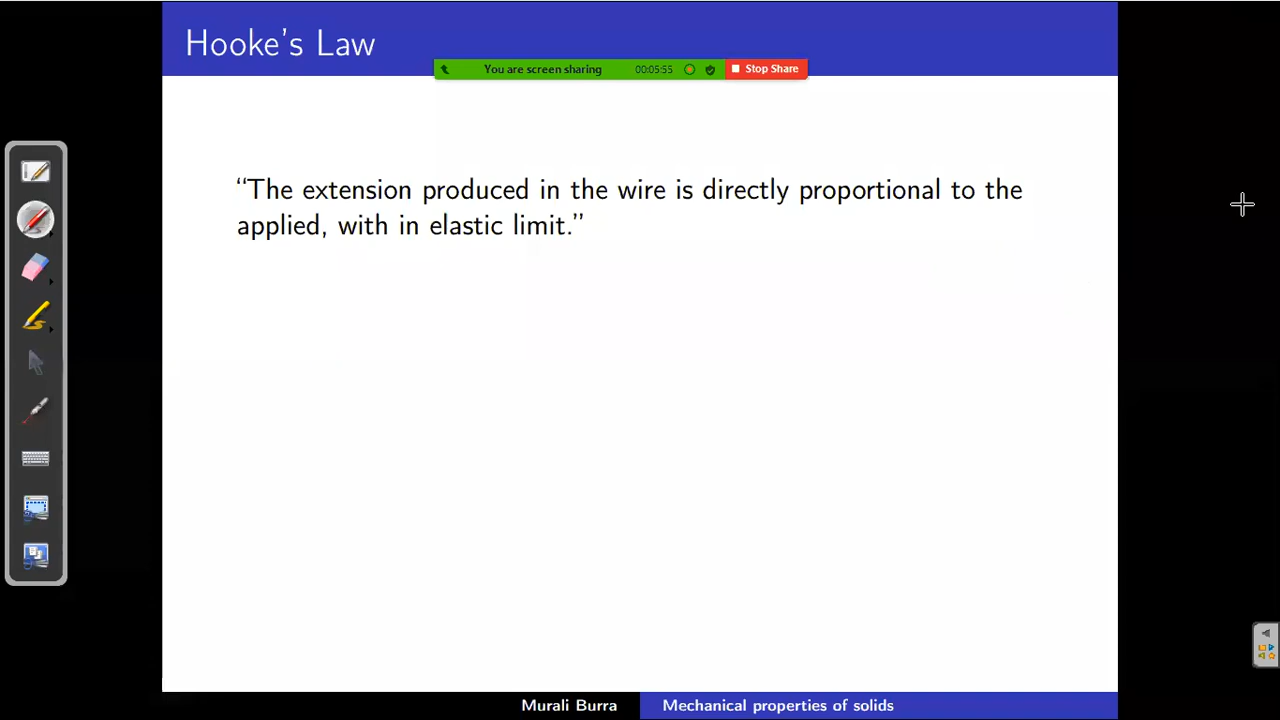 Hooke's Law
You are screen sharing 00:05:55 Stop Share
“The extension produced in the wire is directly proportional to the
applied, with in elastic limit.”
Murali Burra Mechanical properties of solids